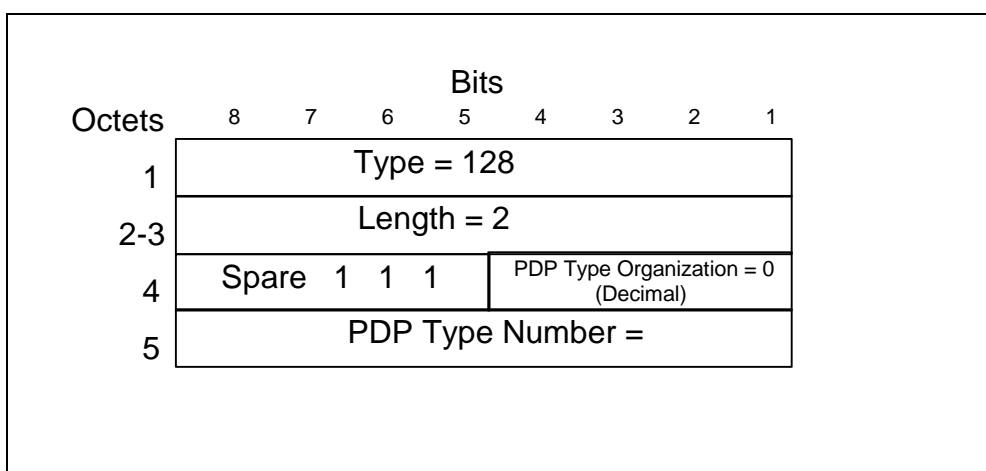 Bits
Octets 8 7 6 5 4 3 2 1
1 Type = 128
2-3 Length = 2
4 Spare 1 1 1 PDP Type Organization = 0
(Decimal)
5 PDP Type Number =